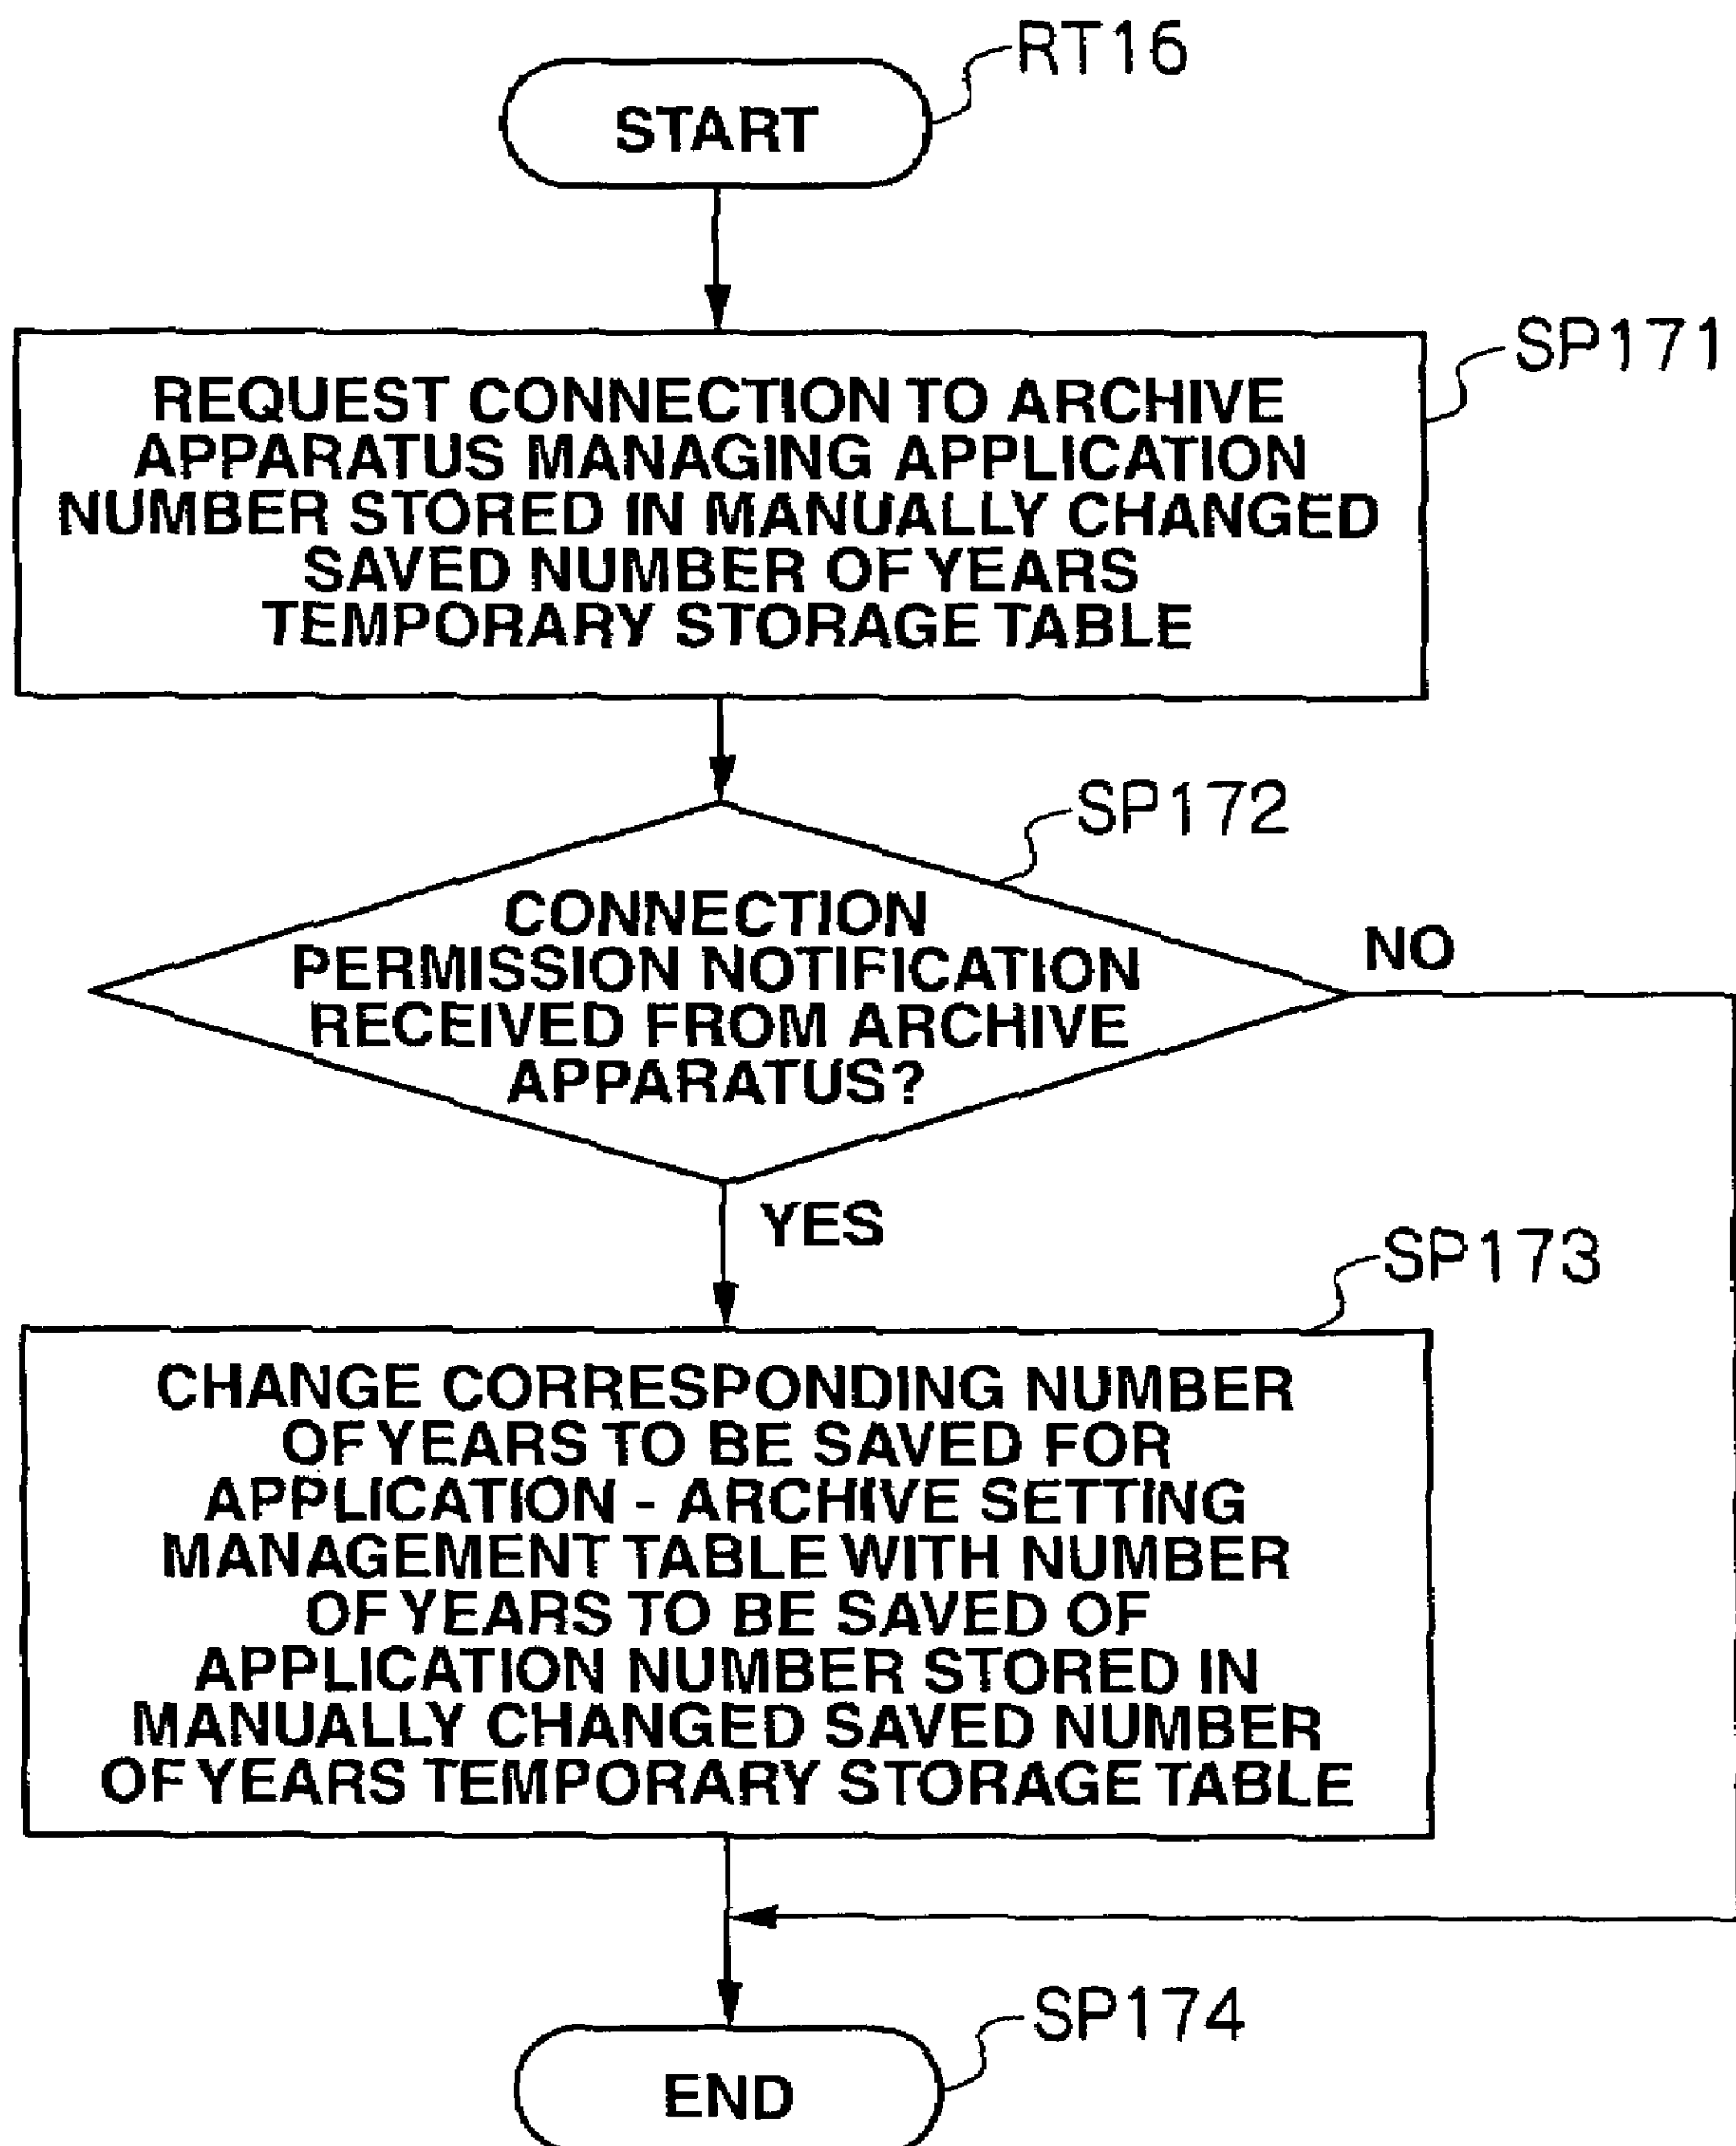 RT16
START
SP171
REQUEST CONNECTION TO ARCHIVE
APPARATUS MANAGING APPLICATION
NUMBER STORED IN MANUALLY CHANGED
SAVED NUMBER OF YEARS
TEMPORARY STORAGE TABLE
SP172
CONNECTION
PERMISSION NOTIFICATION
RECEIVED FROM ARCHIVE
APPARATUS?
NO
YES
SP173
CHANGE CORRESPONDING NUMBER
OF YEARS TO BE SAVED FOR
APPLICATION - ARCHIVE SETTING
MANAGEMENT TABLE WITH NUMBER
OF YEARS TO BE SAVED OF
APPLICATION NUMBER STORED IN
MANUALLY CHANGED SAVED NUMBER
OF YEARS TEMPORARY STORAGE TABLE
SP174
END